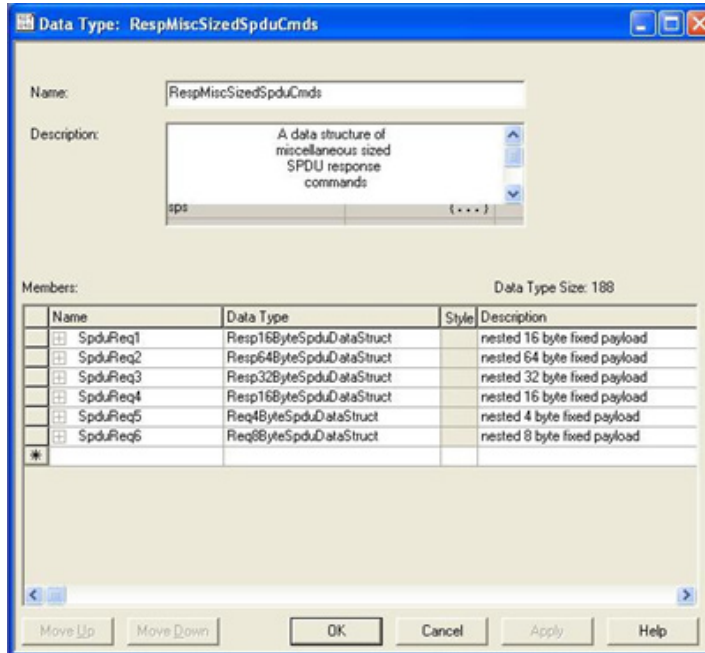 Data Type: RespMiscSizedSpduCmds
Name: RespMiscSizedSpduCmds
Description: A data structure of
miscellaneous sized
SPDU response
commands
sps {...}
Members: Data Type Size: 188
Name Data Type Style Description
SpduReq1 Resp16ByteSpduDataStruct nested 16 byte fixed payload
SpduReq2 Resp64ByteSpduDataStruct nested 64 byte fixed payload
SpduReq3 Resp32ByteSpduDataStruct nested 32 byte fixed payload
SpduReq4 Resp16ByteSpduDataStruct nested 16 byte fixed payload
SpduReq5 Req4ByteSpduDataStruct nested 4 byte fixed payload
SpduReq6 Req8ByteSpduDataStruct nested 8 byte fixed payload
Move Up Move Down OK Cancel Apply Help